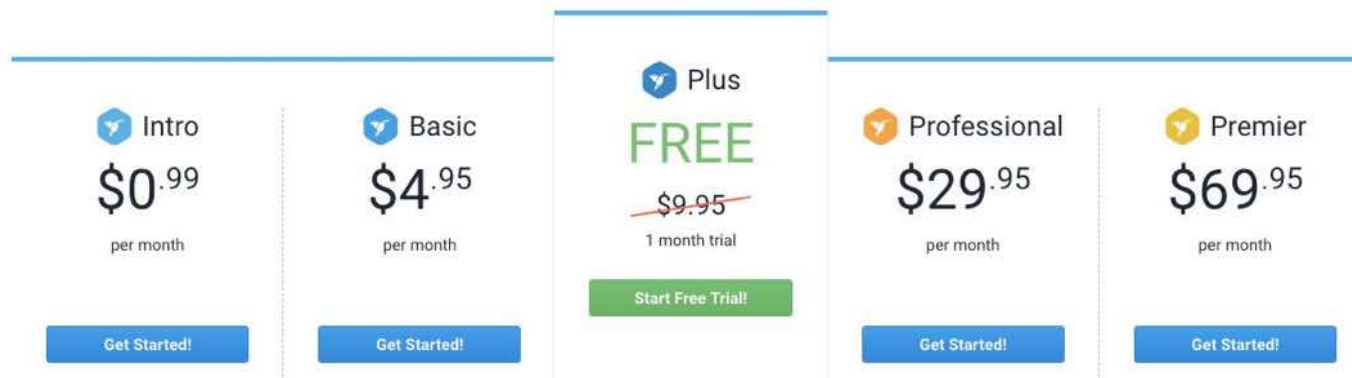 Intro
$0.99
per month
Get Started!
Basic
$4.95
per month
Get Started!
Plus
FREE
$9.95
1 month trial
Start Free Trial!
Professional
$29.95
per month
Get Started!
Premier
$69.95
per month
Get Started!